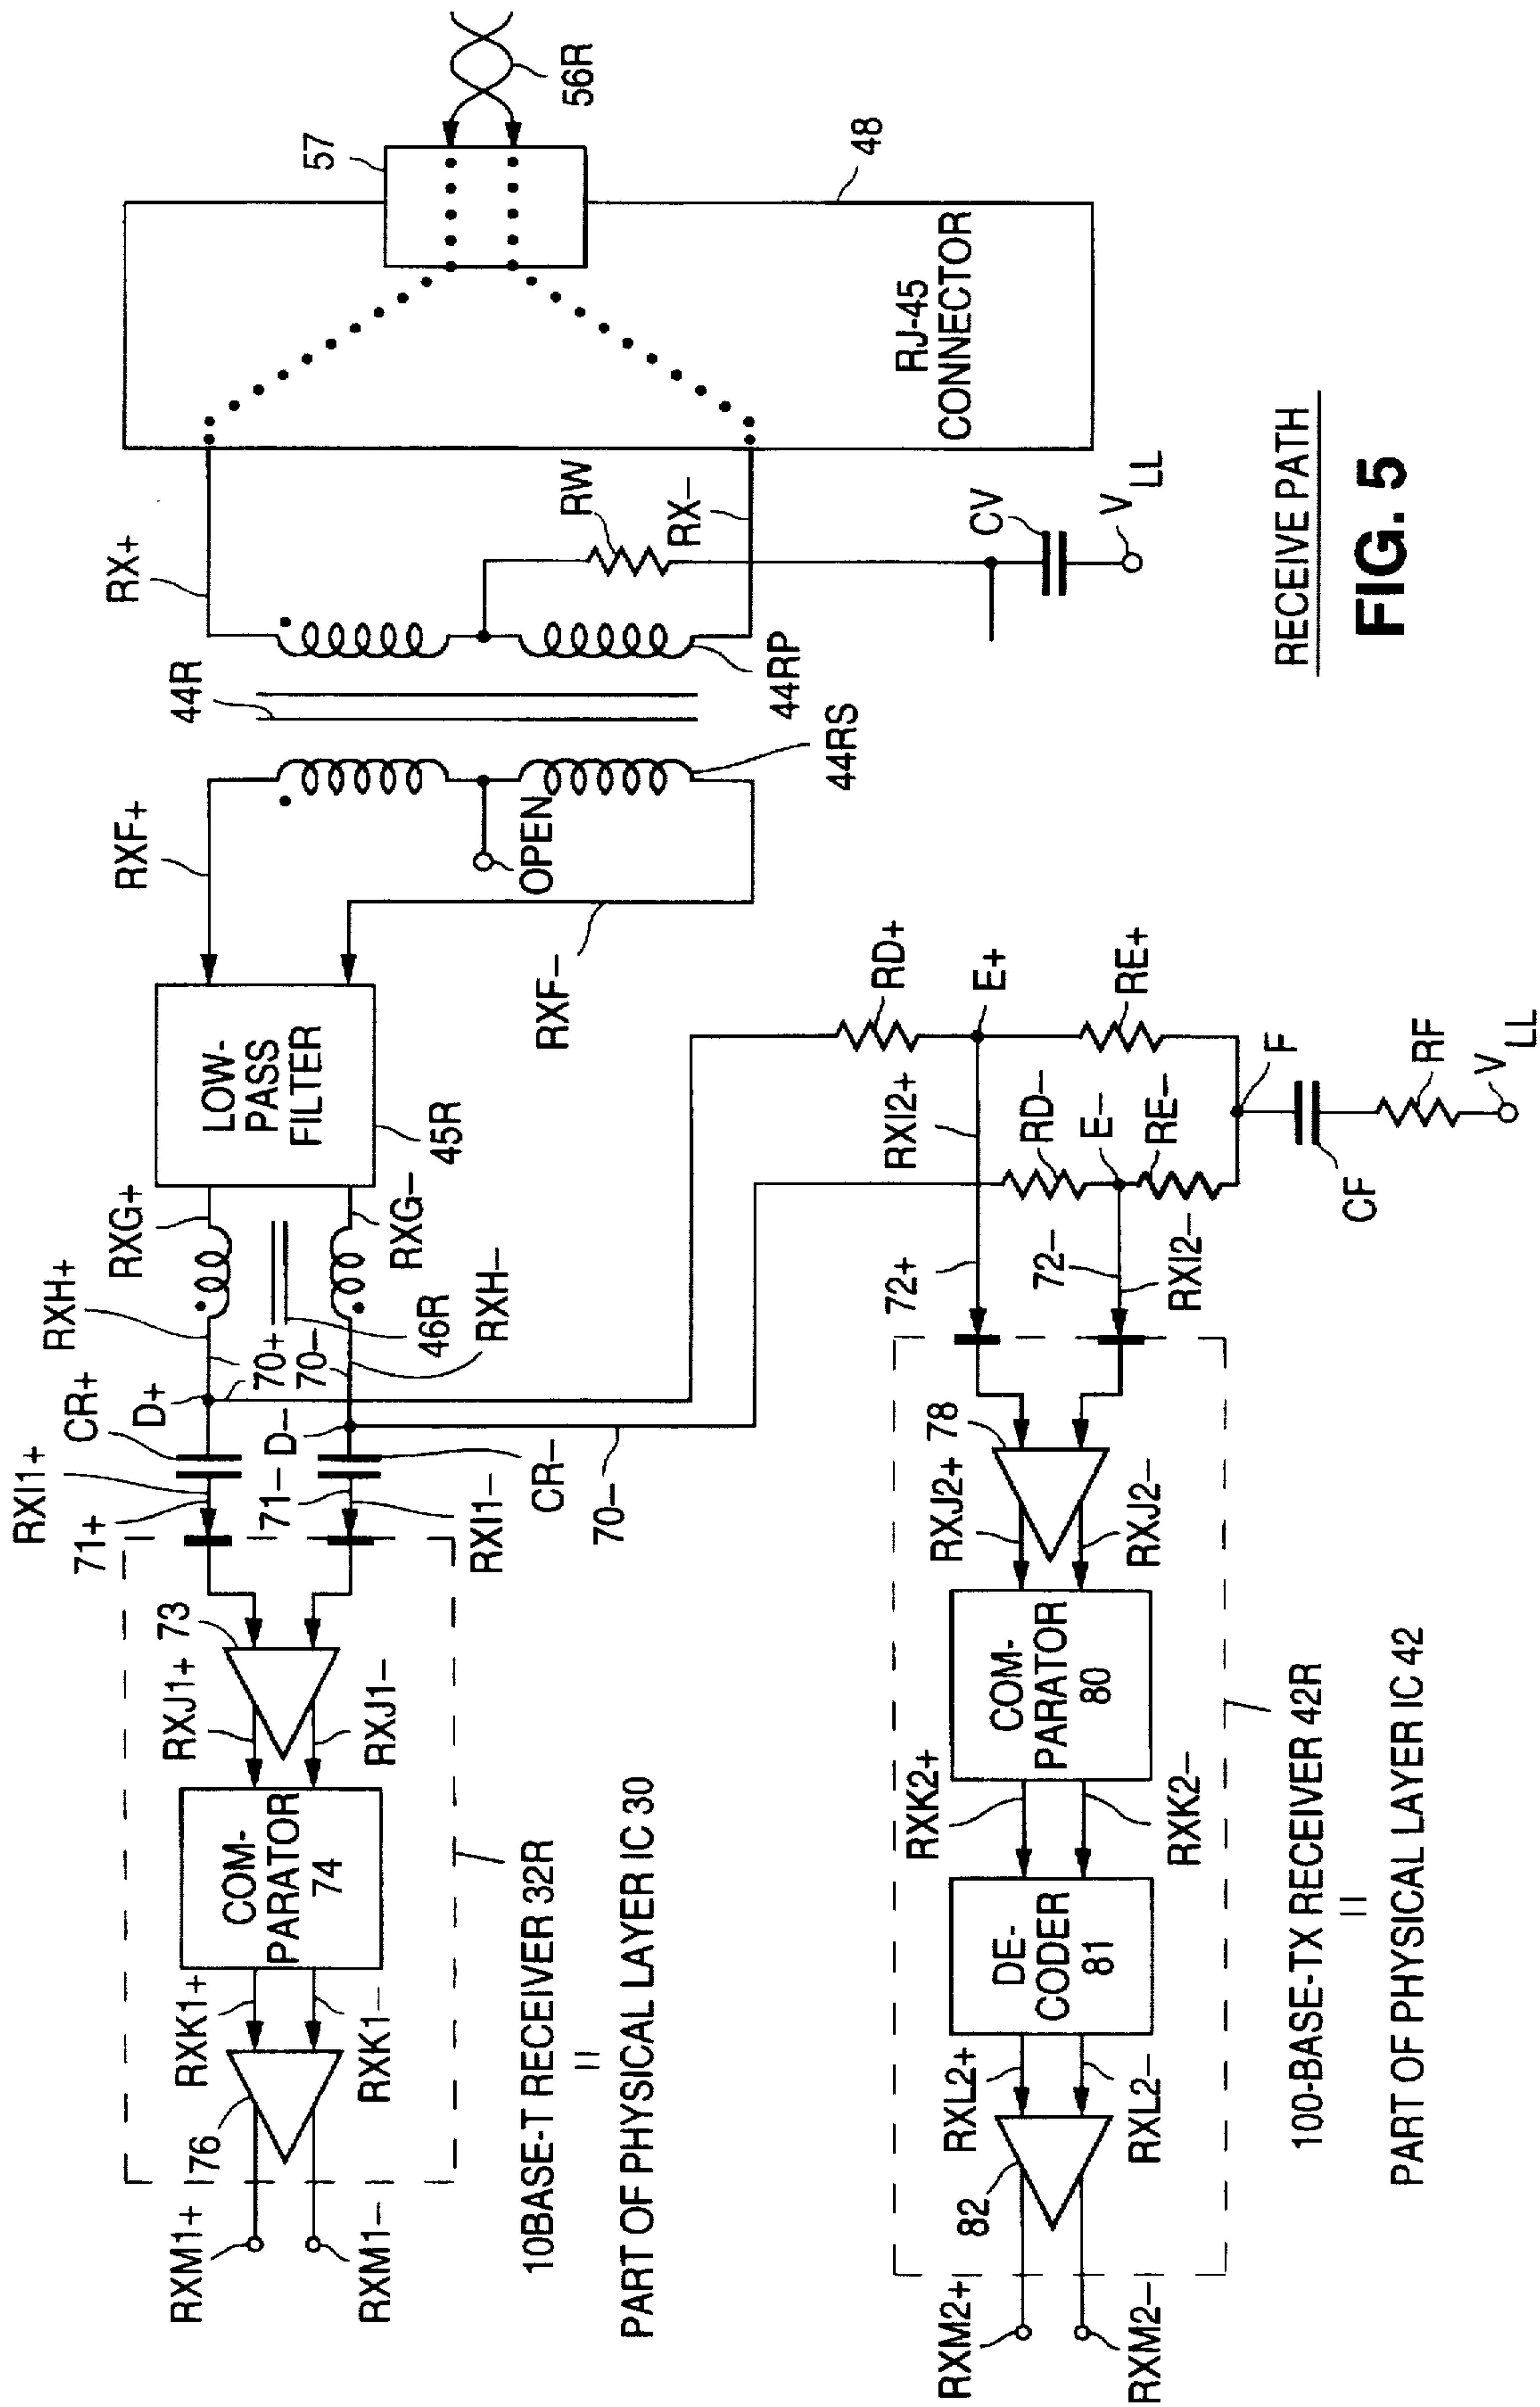 RXM1+
RXM1−
76
RXK1+
RXK1−
COM-
PARATOR
74
RXJ1+
RXJ1−
73
71+
RXI1+
CR+
D+
71−
D−
RXI1−
CR−
70−
RXH+
70+
70−
46R
RXH−
RXG+
RXG−
LOW-
PASS
FILTER
45R
RXF+
RXF−
OPEN
44R
44RS
44RP
RX+
RW
RX−
CV
V LL
RJ-45
CONNECTOR
57
48
56R
10BASE-T RECEIVER 32R
=
PART OF PHYSICAL LAYER IC 30
RXM2+
RXM2−
82
RXL2+
RXL2−
DE-
CODER
81
RXK2+
RXK2−
COM-
PARATOR
80
RXJ2+
RXJ2−
78
72+
72−
RXI2+
RXI2−
RD+
RD−
E+
E−
RE+
RE−
F
CF
RF
V LL
100-BASE-TX RECEIVER 42R
=
PART OF PHYSICAL LAYER IC 42
RECEIVE PATH
FIG. 5